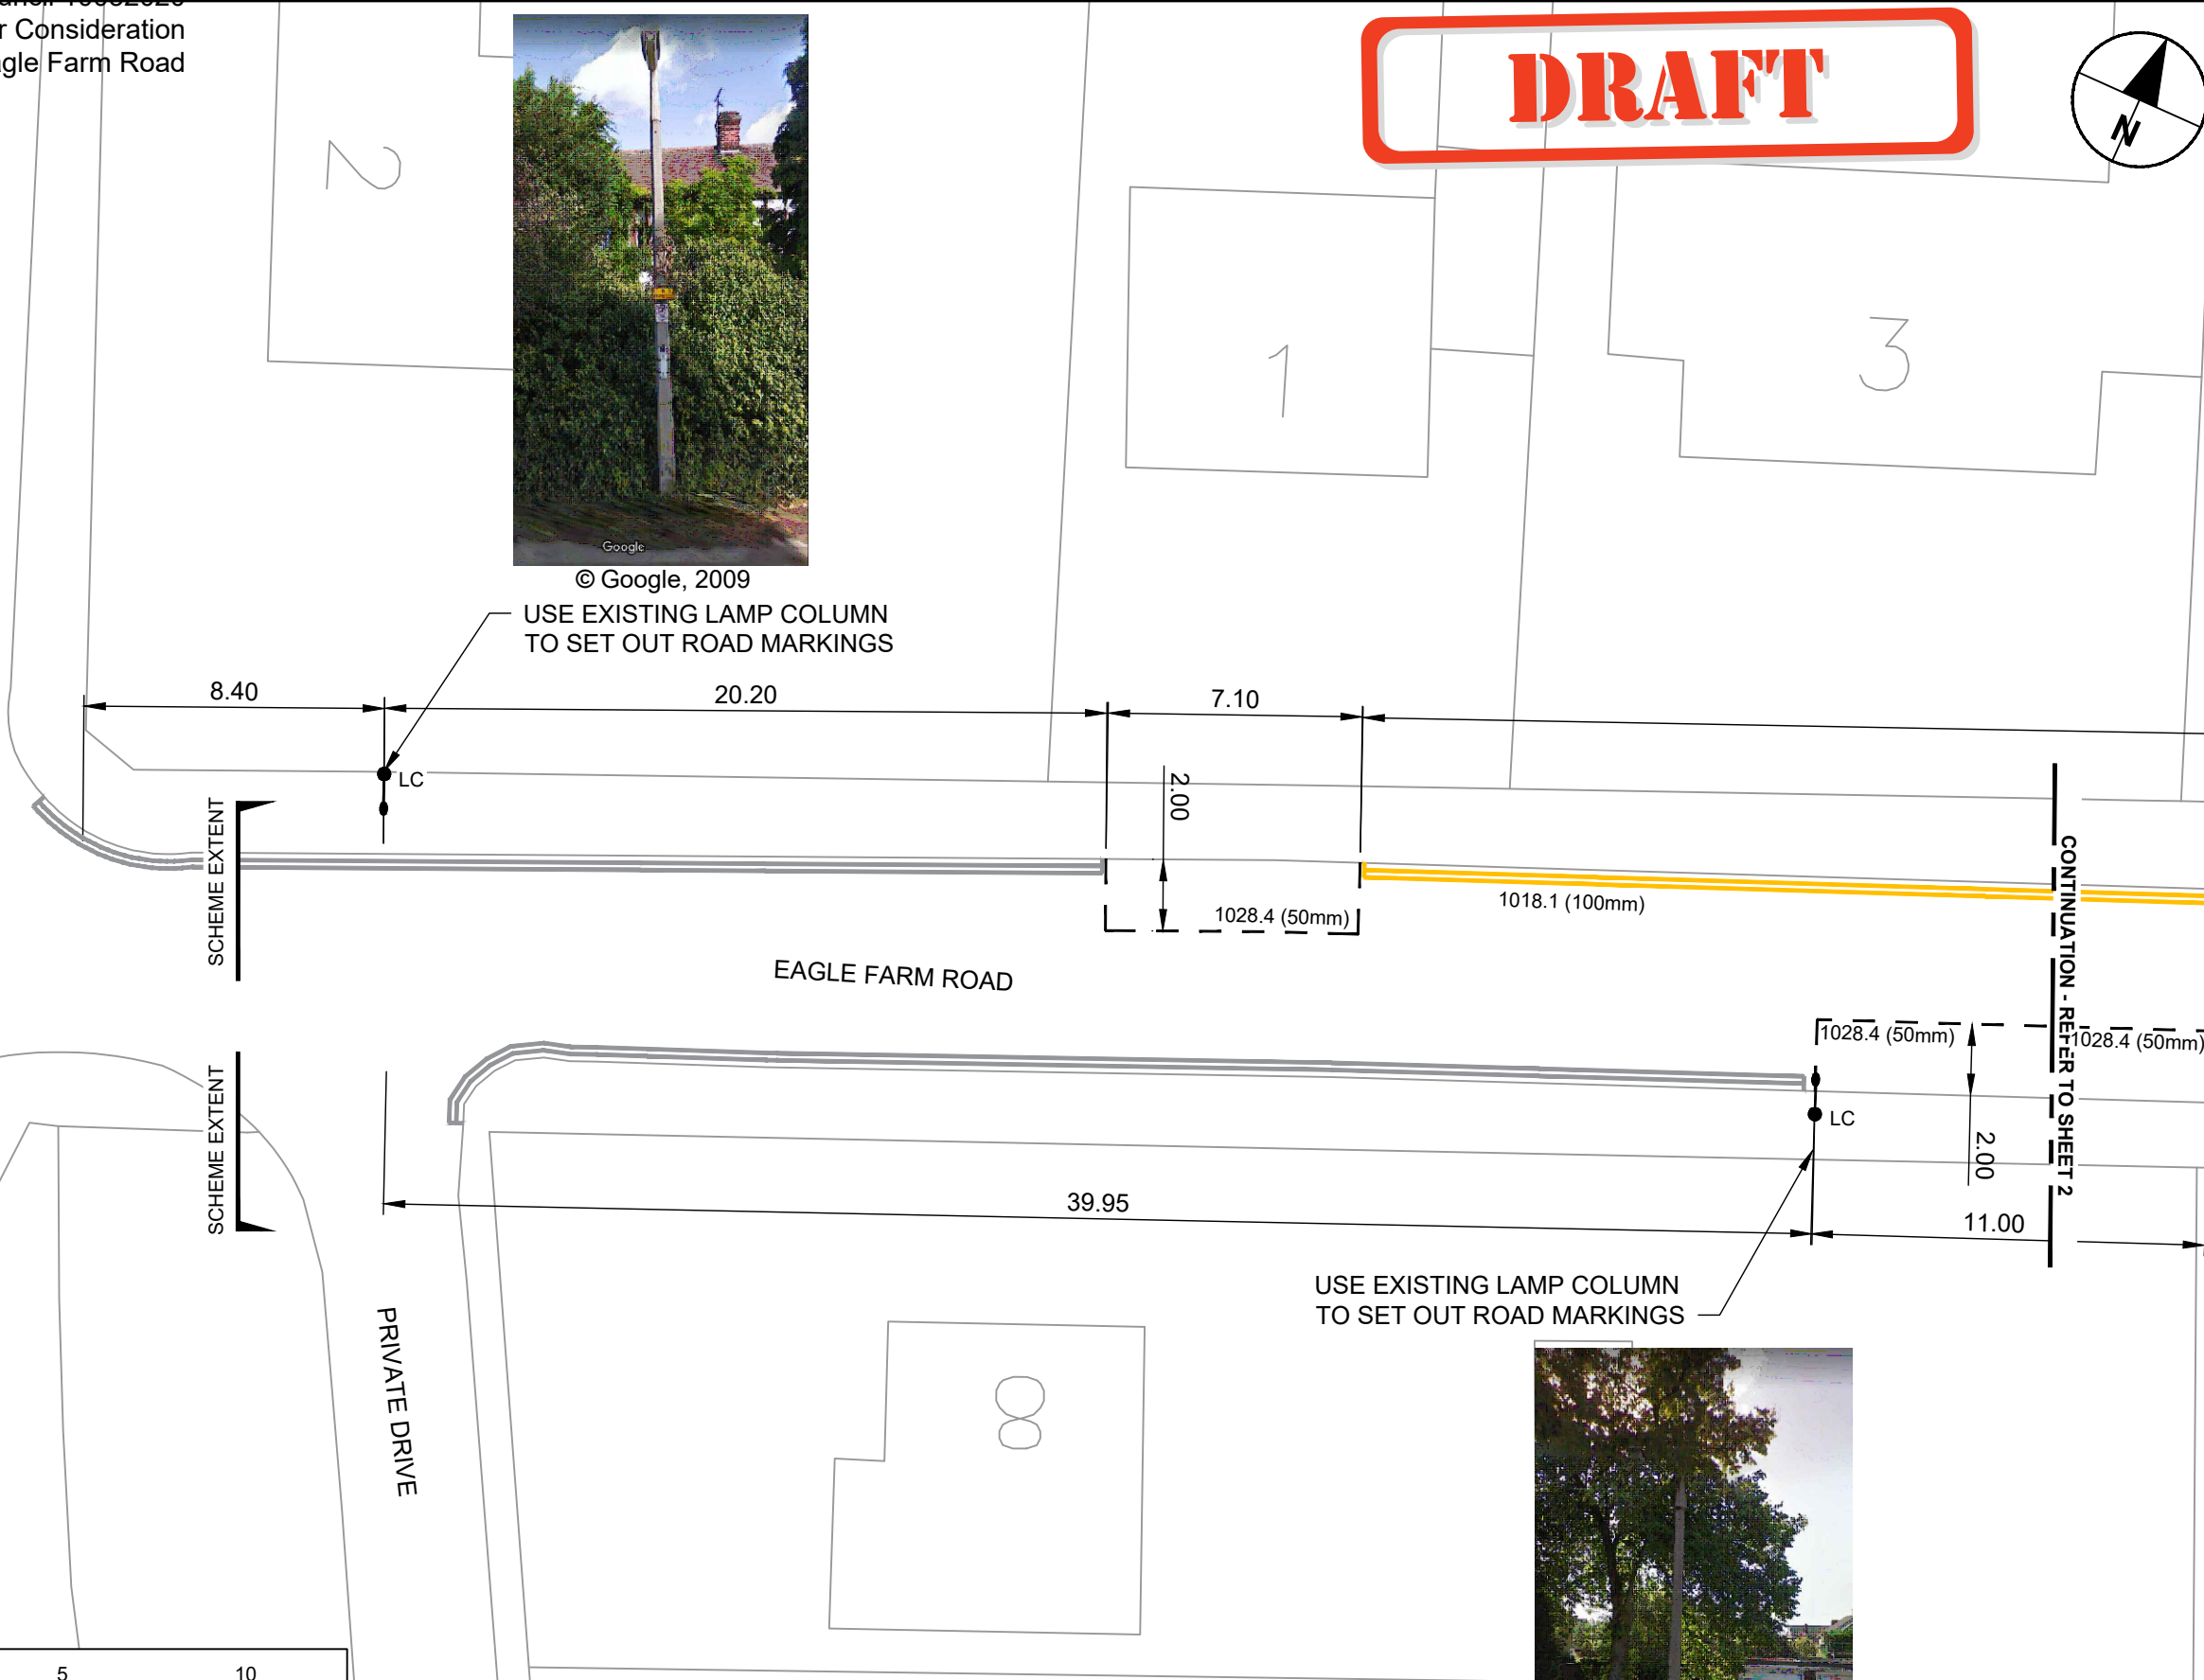 r Consideration
gle Farm Road
DRAFT
N
2
1
3
Google
© Google, 2009
USE EXISTING LAMP COLUMN
TO SET OUT ROAD MARKINGS
8.40
20.20
7.10
LC
2.00
SCHEME EXTENT
1028.4 (50mm)
1018.1 (100mm)
EAGLE FARM ROAD
CONTINUATION - REFER TO SHEET 2
1028.4 (50mm)
1028.4 (50mm)
SCHEME EXTENT
LC
2.00
39.95
11.00
USE EXISTING LAMP COLUMN
TO SET OUT ROAD MARKINGS
PRIVATE DRIVE
8
5 10